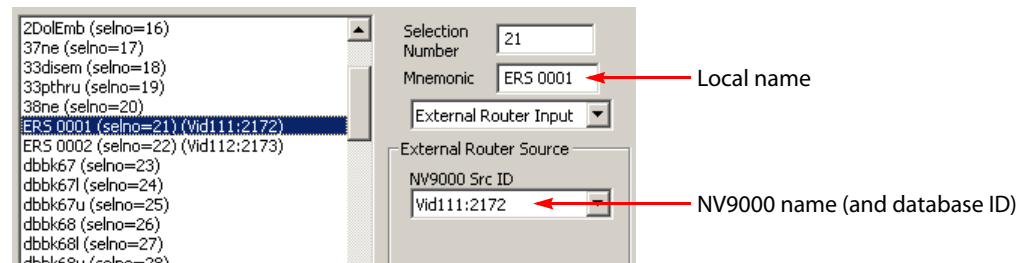 2DolEmb (selno=16)
37ne (selno=17)
33disem (selno=18)
33pthru (selno=19)
38ne (selno=20)
ERS 0001 (selno=21) (Vid111:2172)
ERS 0002 (selno=22) (Vid112:2173)
dbbk67 (selno=23)
dbbk67l (selno=24)
dbbk67u (selno=25)
dbbk68 (selno=26)
dbbk68l (selno=27)
dbbk68u (selno=28)
Selection
Number
21
Mnemonic
ERS 0001
Local name
External Router Input
External Router Source
NV9000 Src ID
Vid111:2172
NV9000 name (and database ID)